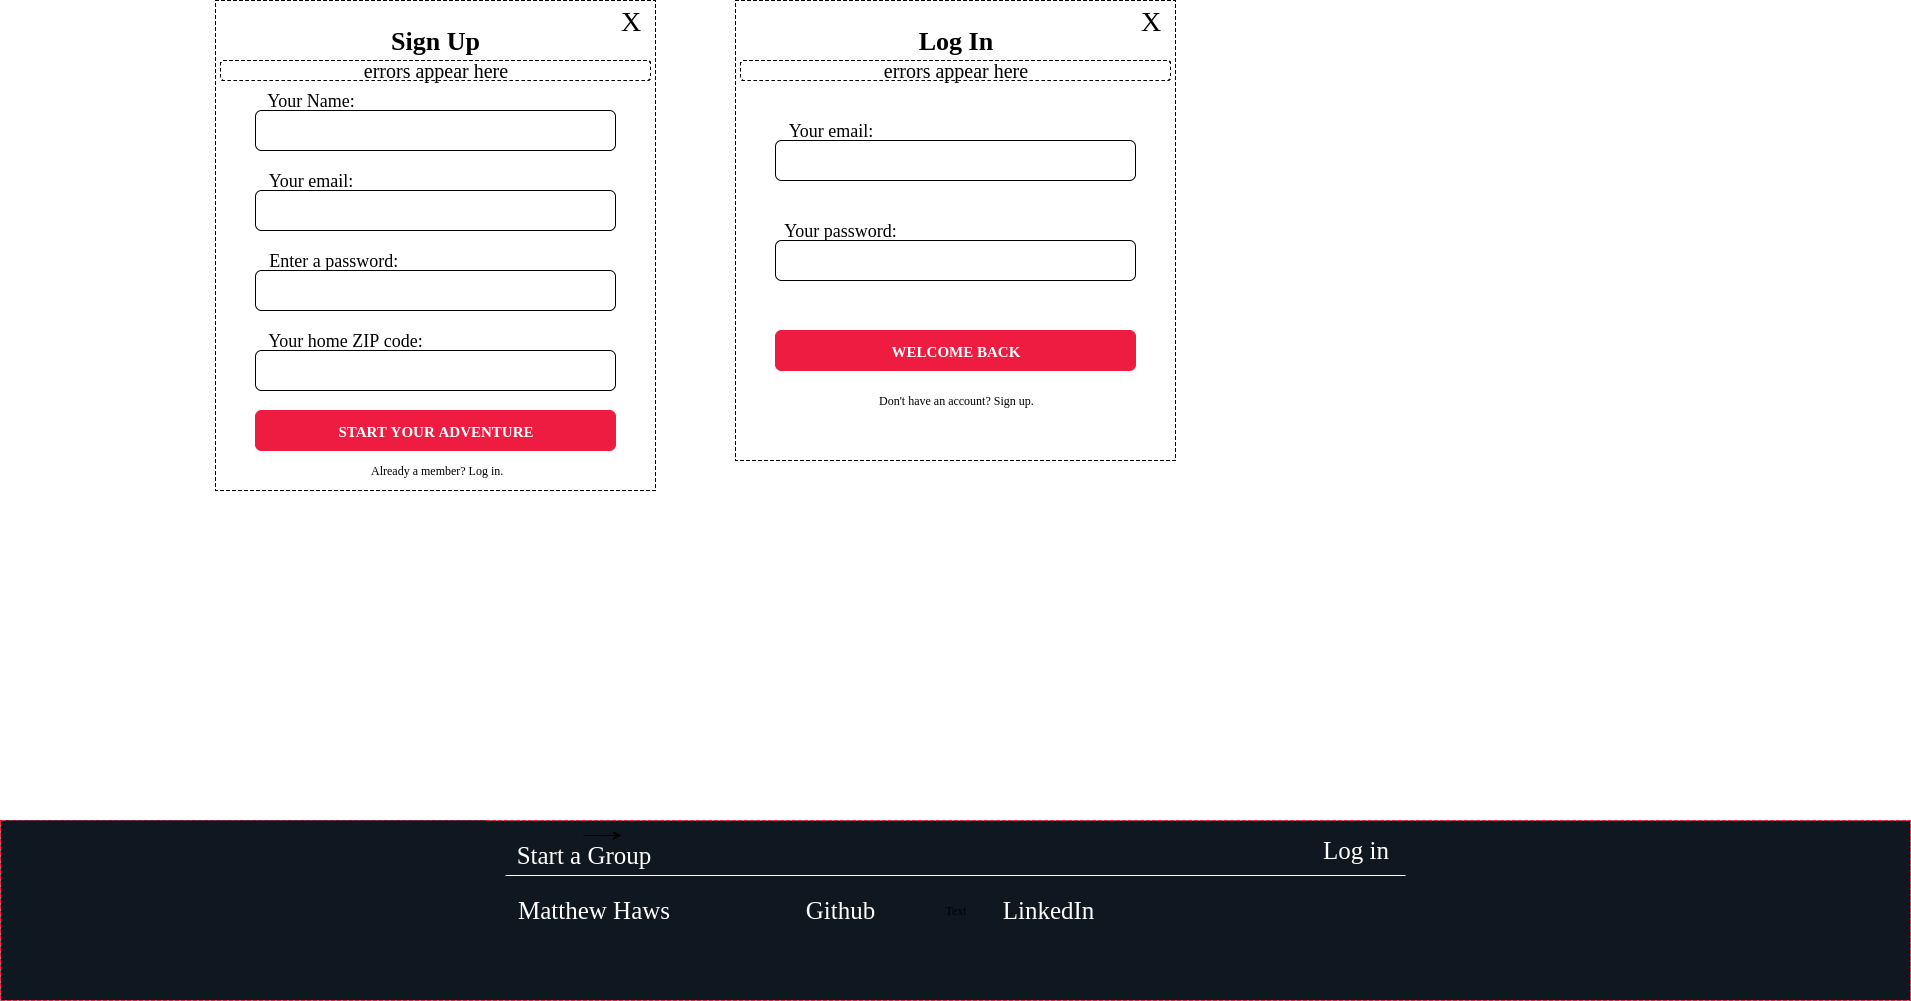 X
Sign Up
errors appear here
Your Name:
Your email:
Enter a password:
Your home ZIP code:
START YOUR ADVENTURE
Already a member? Log in.
X
Log In
errors appear here
Your email:
Your password:
WELCOME BACK
Don't have an account? Sign up.
Start a Group
Log in
Matthew Haws
Github
Text
LinkedIn